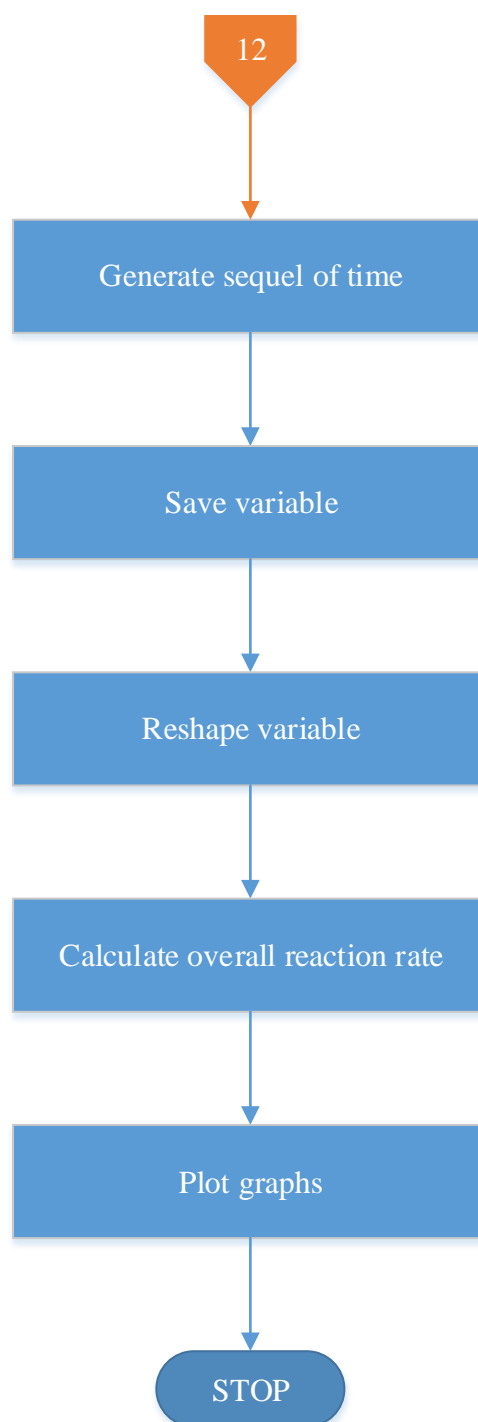 12
Generate sequel of time
Save variable
Reshape variable
Calculate overall reaction rate
Plot graphs
STOP